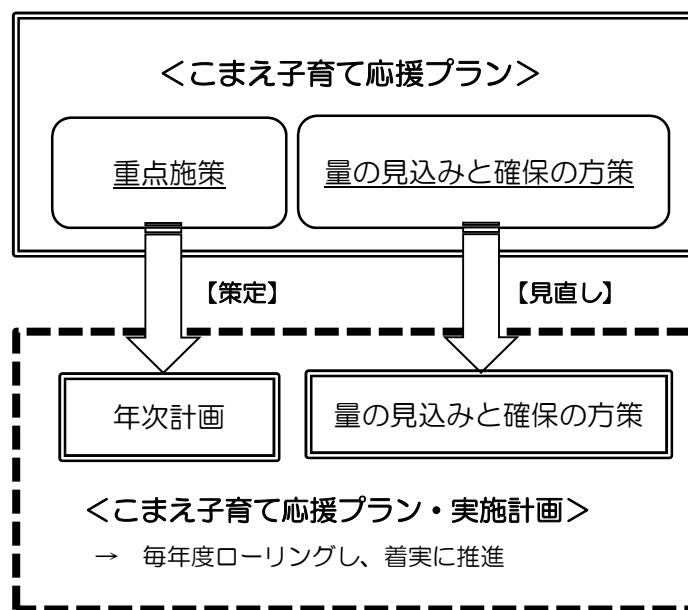 ＜こまえ子育て応援プラン＞
重点施策
量の見込みと確保の方策
【策定】
【見直し】
年次計画
量の見込みと確保の方策
＜こまえ子育て応援プラン・実施計画＞
→　毎年度ローリングし、着実に推進